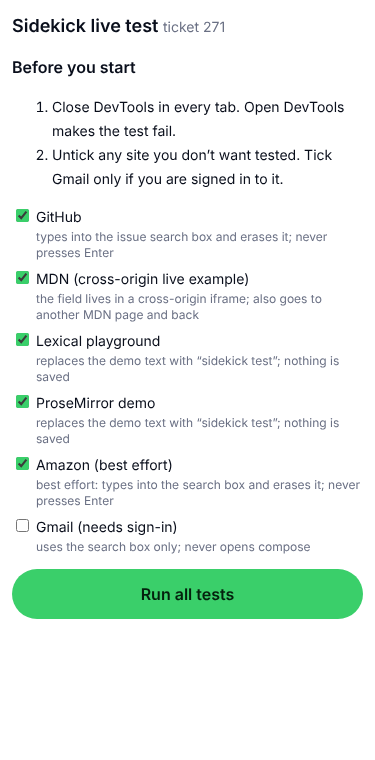 Sidekick live test ticket 271
Before you start
1. Close DevTools in every tab. Open DevTools
makes the test fail.
2. Untick any site you don’t want tested. Tick
Gmail only if you are signed in to it.
GitHub
types into the issue search box and erases it; never
presses Enter
MDN (cross-origin live example)
the field lives in a cross-origin iframe; also goes to
another MDN page and back
Lexical playground
replaces the demo text with “sidekick test”; nothing is
saved
ProseMirror demo
replaces the demo text with “sidekick test”; nothing is
saved
Amazon (best effort)
best effort: types into the search box and erases it; never
presses Enter
Gmail (needs sign-in)
uses the search box only; never opens compose
Run all tests